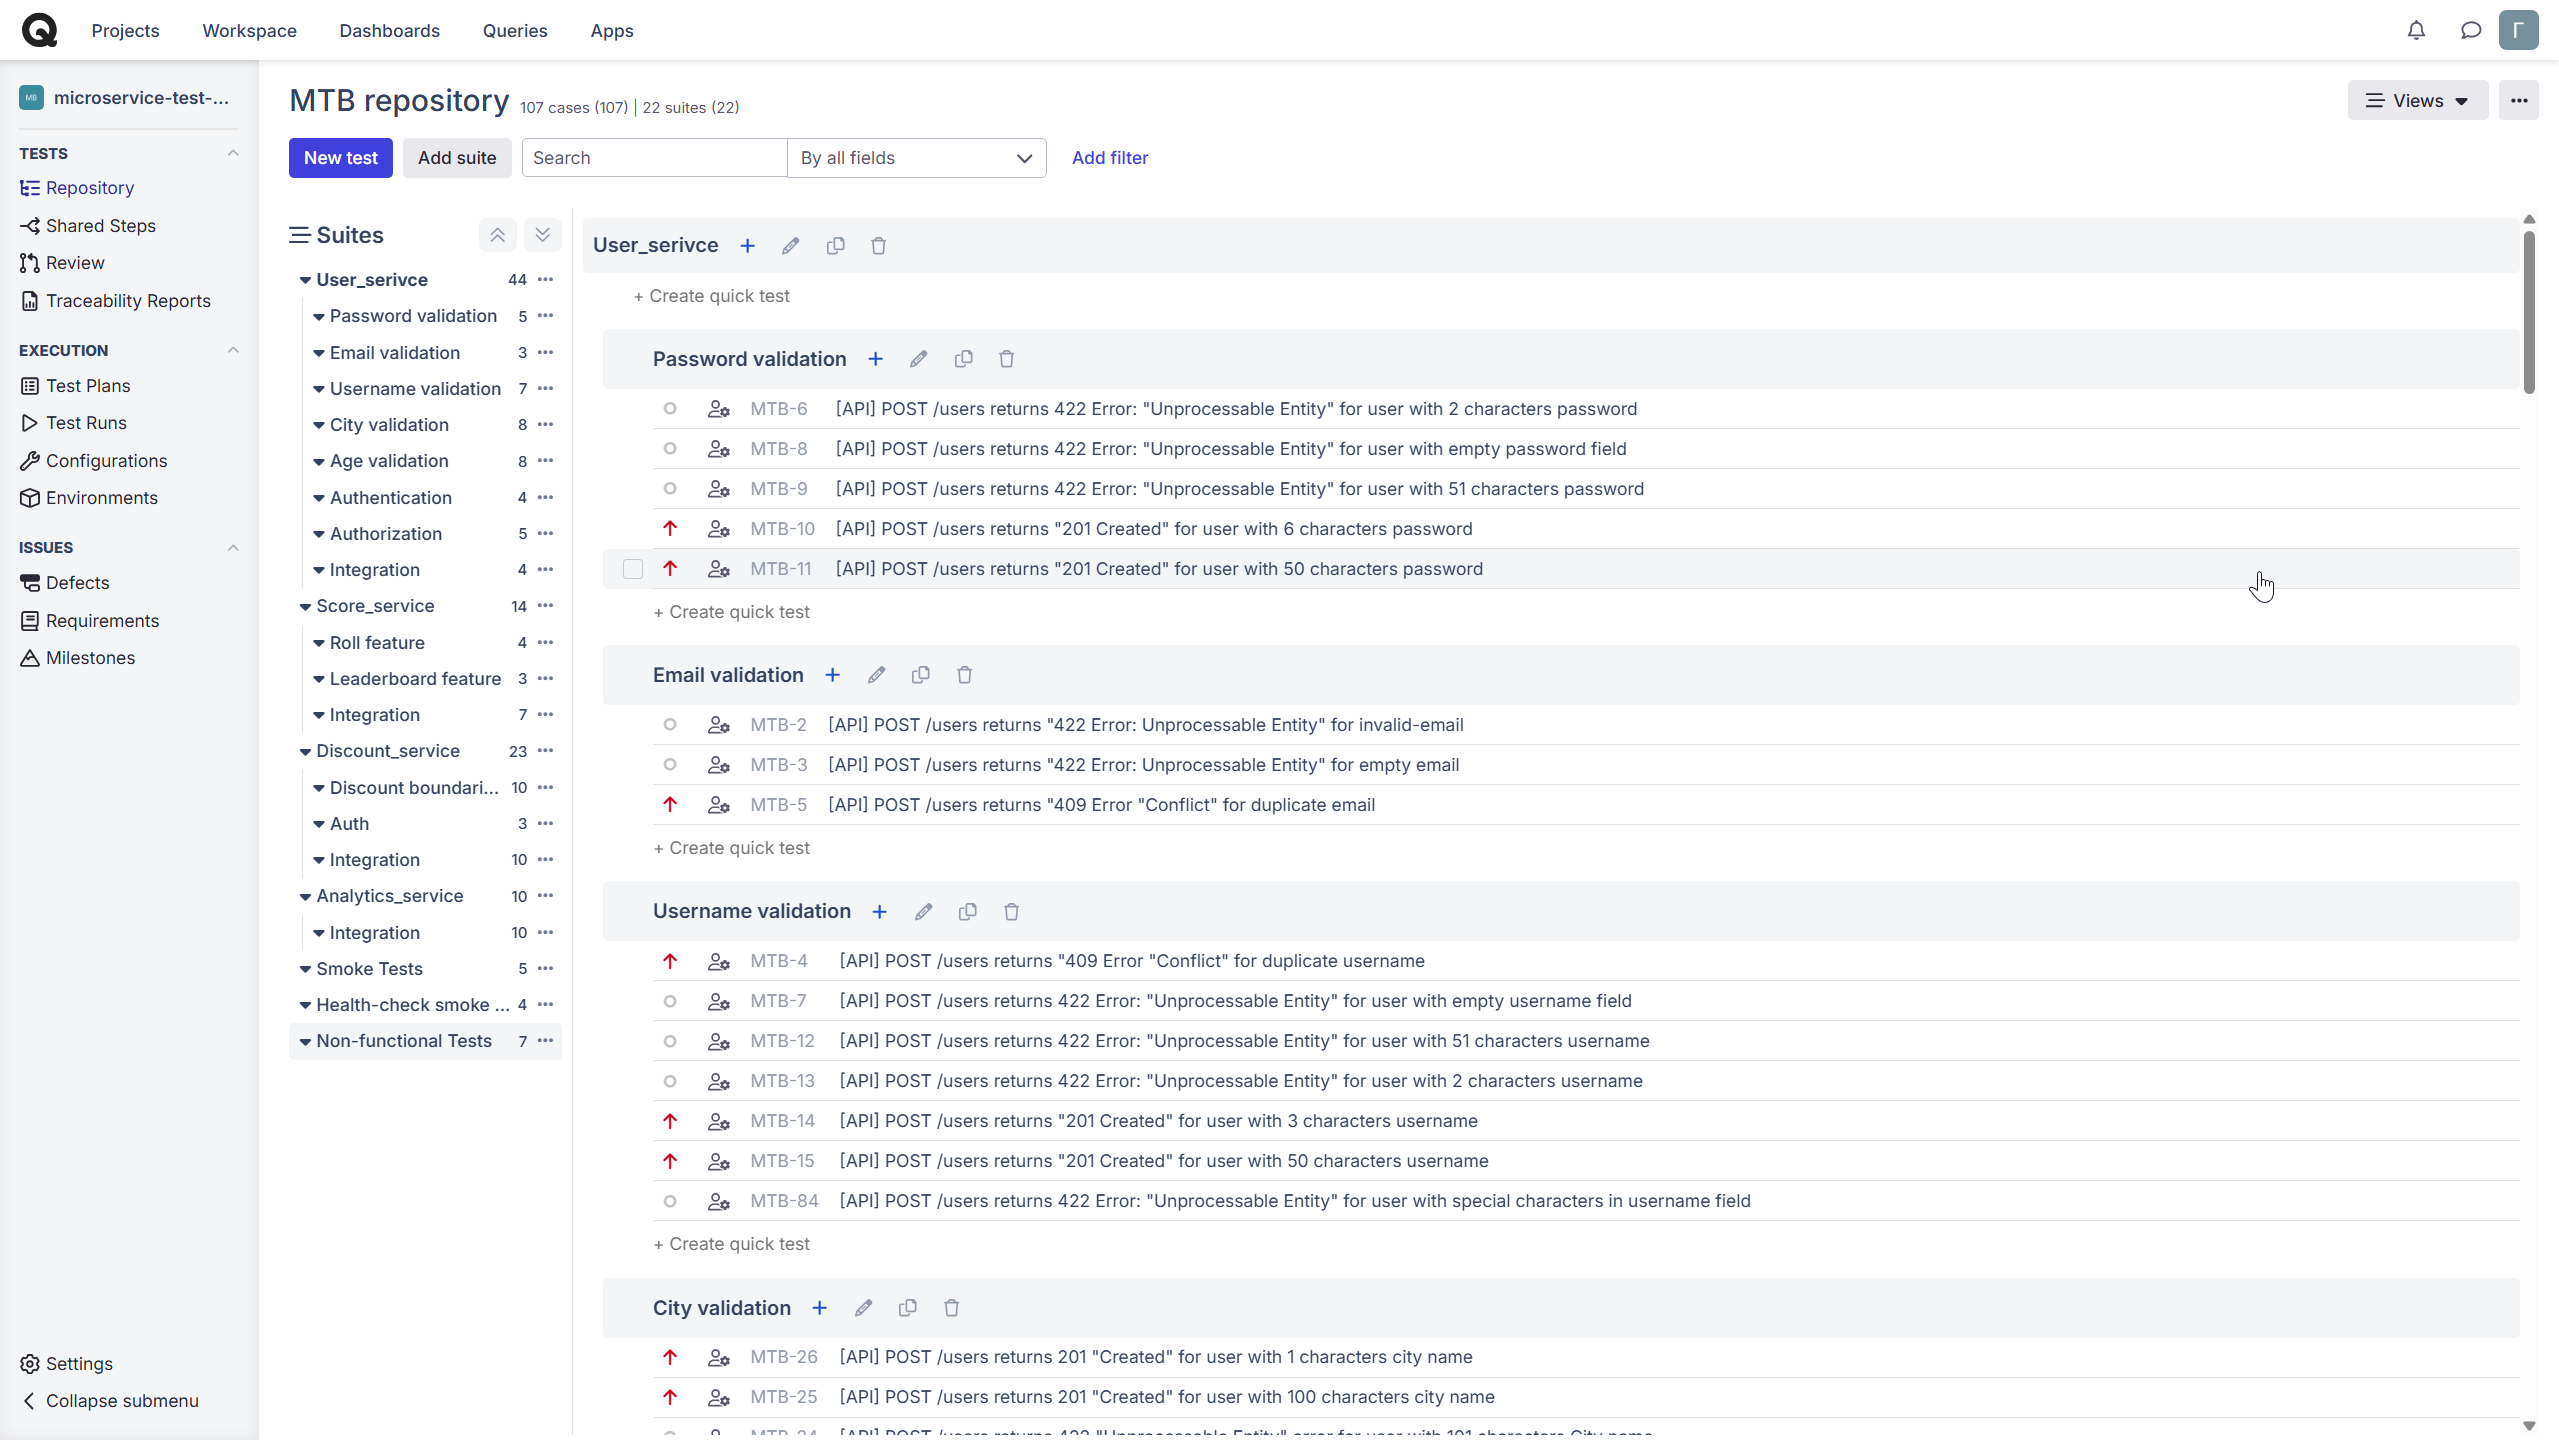 Projects Workspace Dashboards Queries Apps Г
MB microservice-test-...
TESTS
Repository
Shared Steps
Review
Traceability Reports
EXECUTION
Test Plans
Test Runs
Configurations
Environments
ISSUES
Defects
Requirements
Milestones
Settings
Collapse submenu
MTB repository 107 cases (107) | 22 suites (22)
Views
New test Add suite Search By all fields Add filter
Suites
User_serivce 44
Password validation 5
Email validation 3
Username validation 7
City validation 8
Age validation 8
Authentication 4
Authorization 5
Integration 4
Score_service 14
Roll feature 4
Leaderboard feature 3
Integration 7
Discount_service 23
Discount boundari... 10
Auth 3
Integration 10
Analytics_service 10
Integration 10
Smoke Tests 5
Health-check smoke ... 4
Non-functional Tests 7
User_serivce
+ Create quick test
Password validation
MTB-6 [API] POST /users returns 422 Error: "Unprocessable Entity" for user with 2 characters password
MTB-8 [API] POST /users returns 422 Error: "Unprocessable Entity" for user with empty password field
MTB-9 [API] POST /users returns 422 Error: "Unprocessable Entity" for user with 51 characters password
MTB-10 [API] POST /users returns "201 Created" for user with 6 characters password
MTB-11 [API] POST /users returns "201 Created" for user with 50 characters password
+ Create quick test
Email validation
MTB-2 [API] POST /users returns "422 Error: Unprocessable Entity" for invalid-email
MTB-3 [API] POST /users returns "422 Error: Unprocessable Entity" for empty email
MTB-5 [API] POST /users returns "409 Error "Conflict" for duplicate email
+ Create quick test
Username validation
MTB-4 [API] POST /users returns "409 Error "Conflict" for duplicate username
MTB-7 [API] POST /users returns 422 Error: "Unprocessable Entity" for user with empty username field
MTB-12 [API] POST /users returns 422 Error: "Unprocessable Entity" for user with 51 characters username
MTB-13 [API] POST /users returns 422 Error: "Unprocessable Entity" for user with 2 characters username
MTB-14 [API] POST /users returns "201 Created" for user with 3 characters username
MTB-15 [API] POST /users returns "201 Created" for user with 50 characters username
MTB-84 [API] POST /users returns 422 Error: "Unprocessable Entity" for user with special characters in username field
+ Create quick test
City validation
MTB-26 [API] POST /users returns 201 "Created" for user with 1 characters city name
MTB-25 [API] POST /users returns 201 "Created" for user with 100 characters city name
MTB-24 [API] POST /users returns 422 "Unprocessable Entity" error for user with 101 characters City name